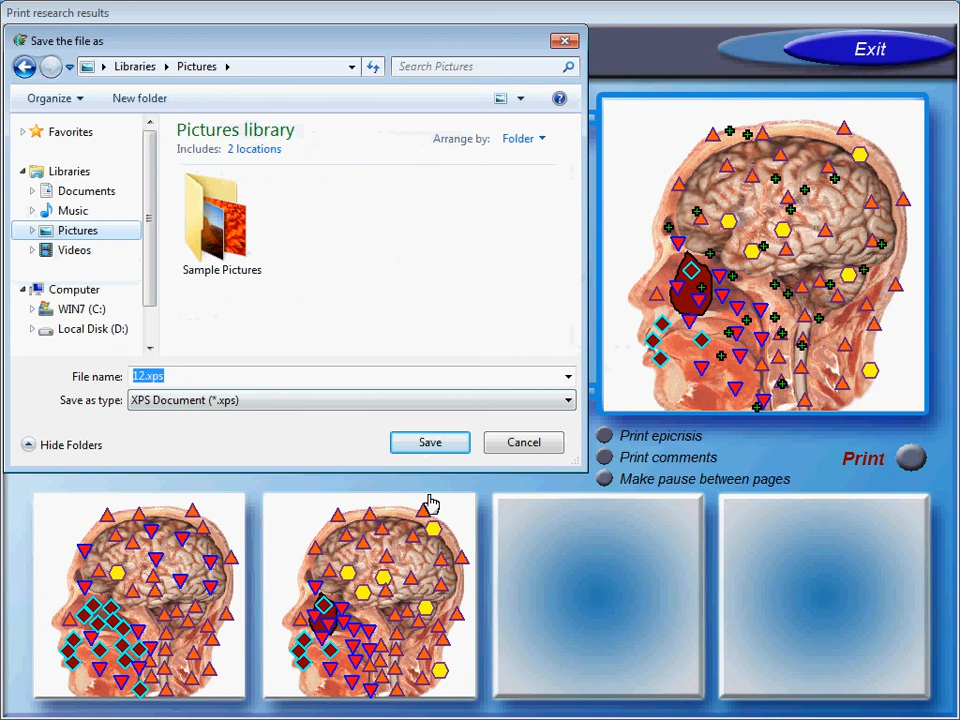 Print research results
Save the file as
Exit
Libraries
Pictures
Search Pictures
Organize
New folder
Favorites
Libraries
Documents
Music
Pictures
Videos
Computer
WIN7 (C:)
Local Disk (D:)
Pictures library
Includes: 2 locations
Arrange by: Folder
Sample Pictures
File name: 12.xps
Save as type: XPS Document (*.xps)
Hide Folders
Save
Cancel
Print epicrisis
Print comments
Make pause between pages
Print